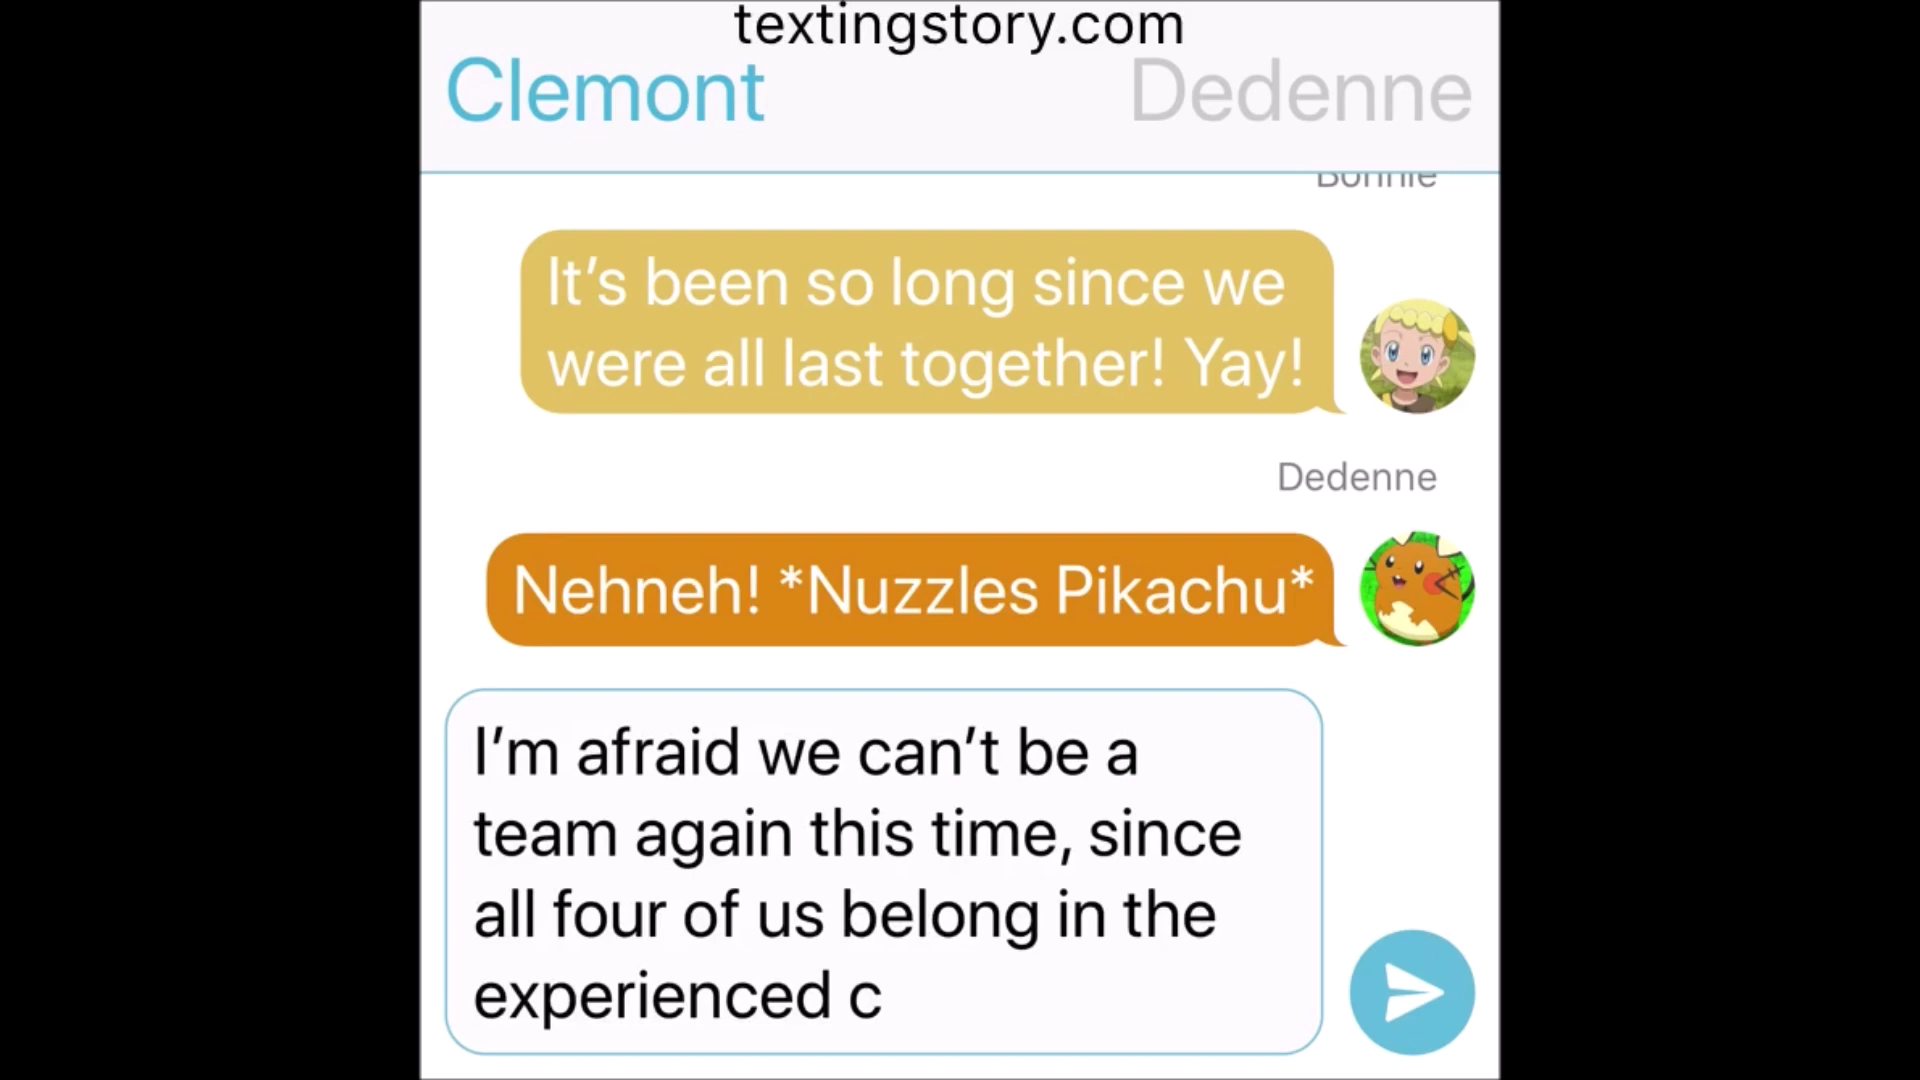 textingstory.com
Clemont
Dedenne
Bonnie
It’s been so long since we
were all last together! Yay!
Dedenne
Nehneh! *Nuzzles Pikachu*
I’m afraid we can’t be a
team again this time, since
all four of us belong in the
experienced c